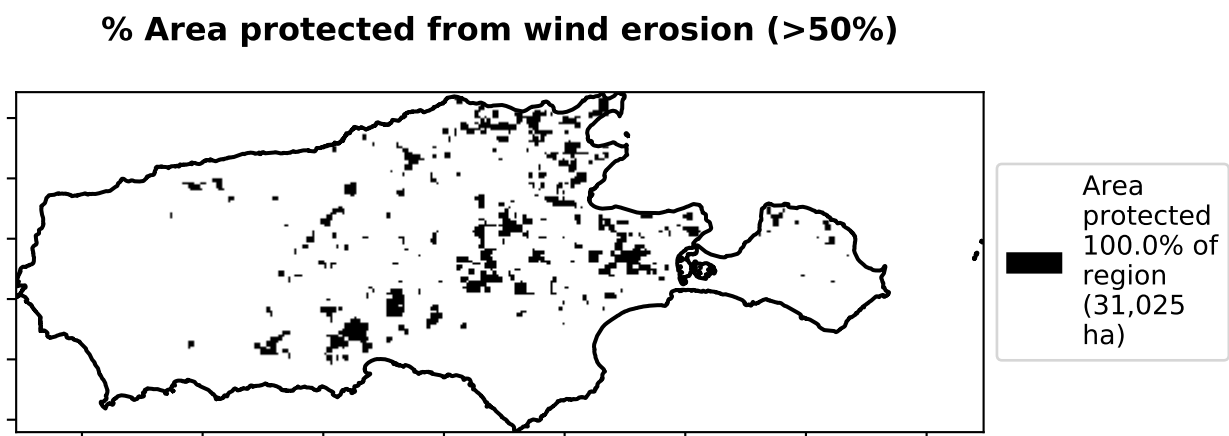 % Area protected from wind erosion (>50%)
Area
protected
100.0% of
region
(31,025
ha)